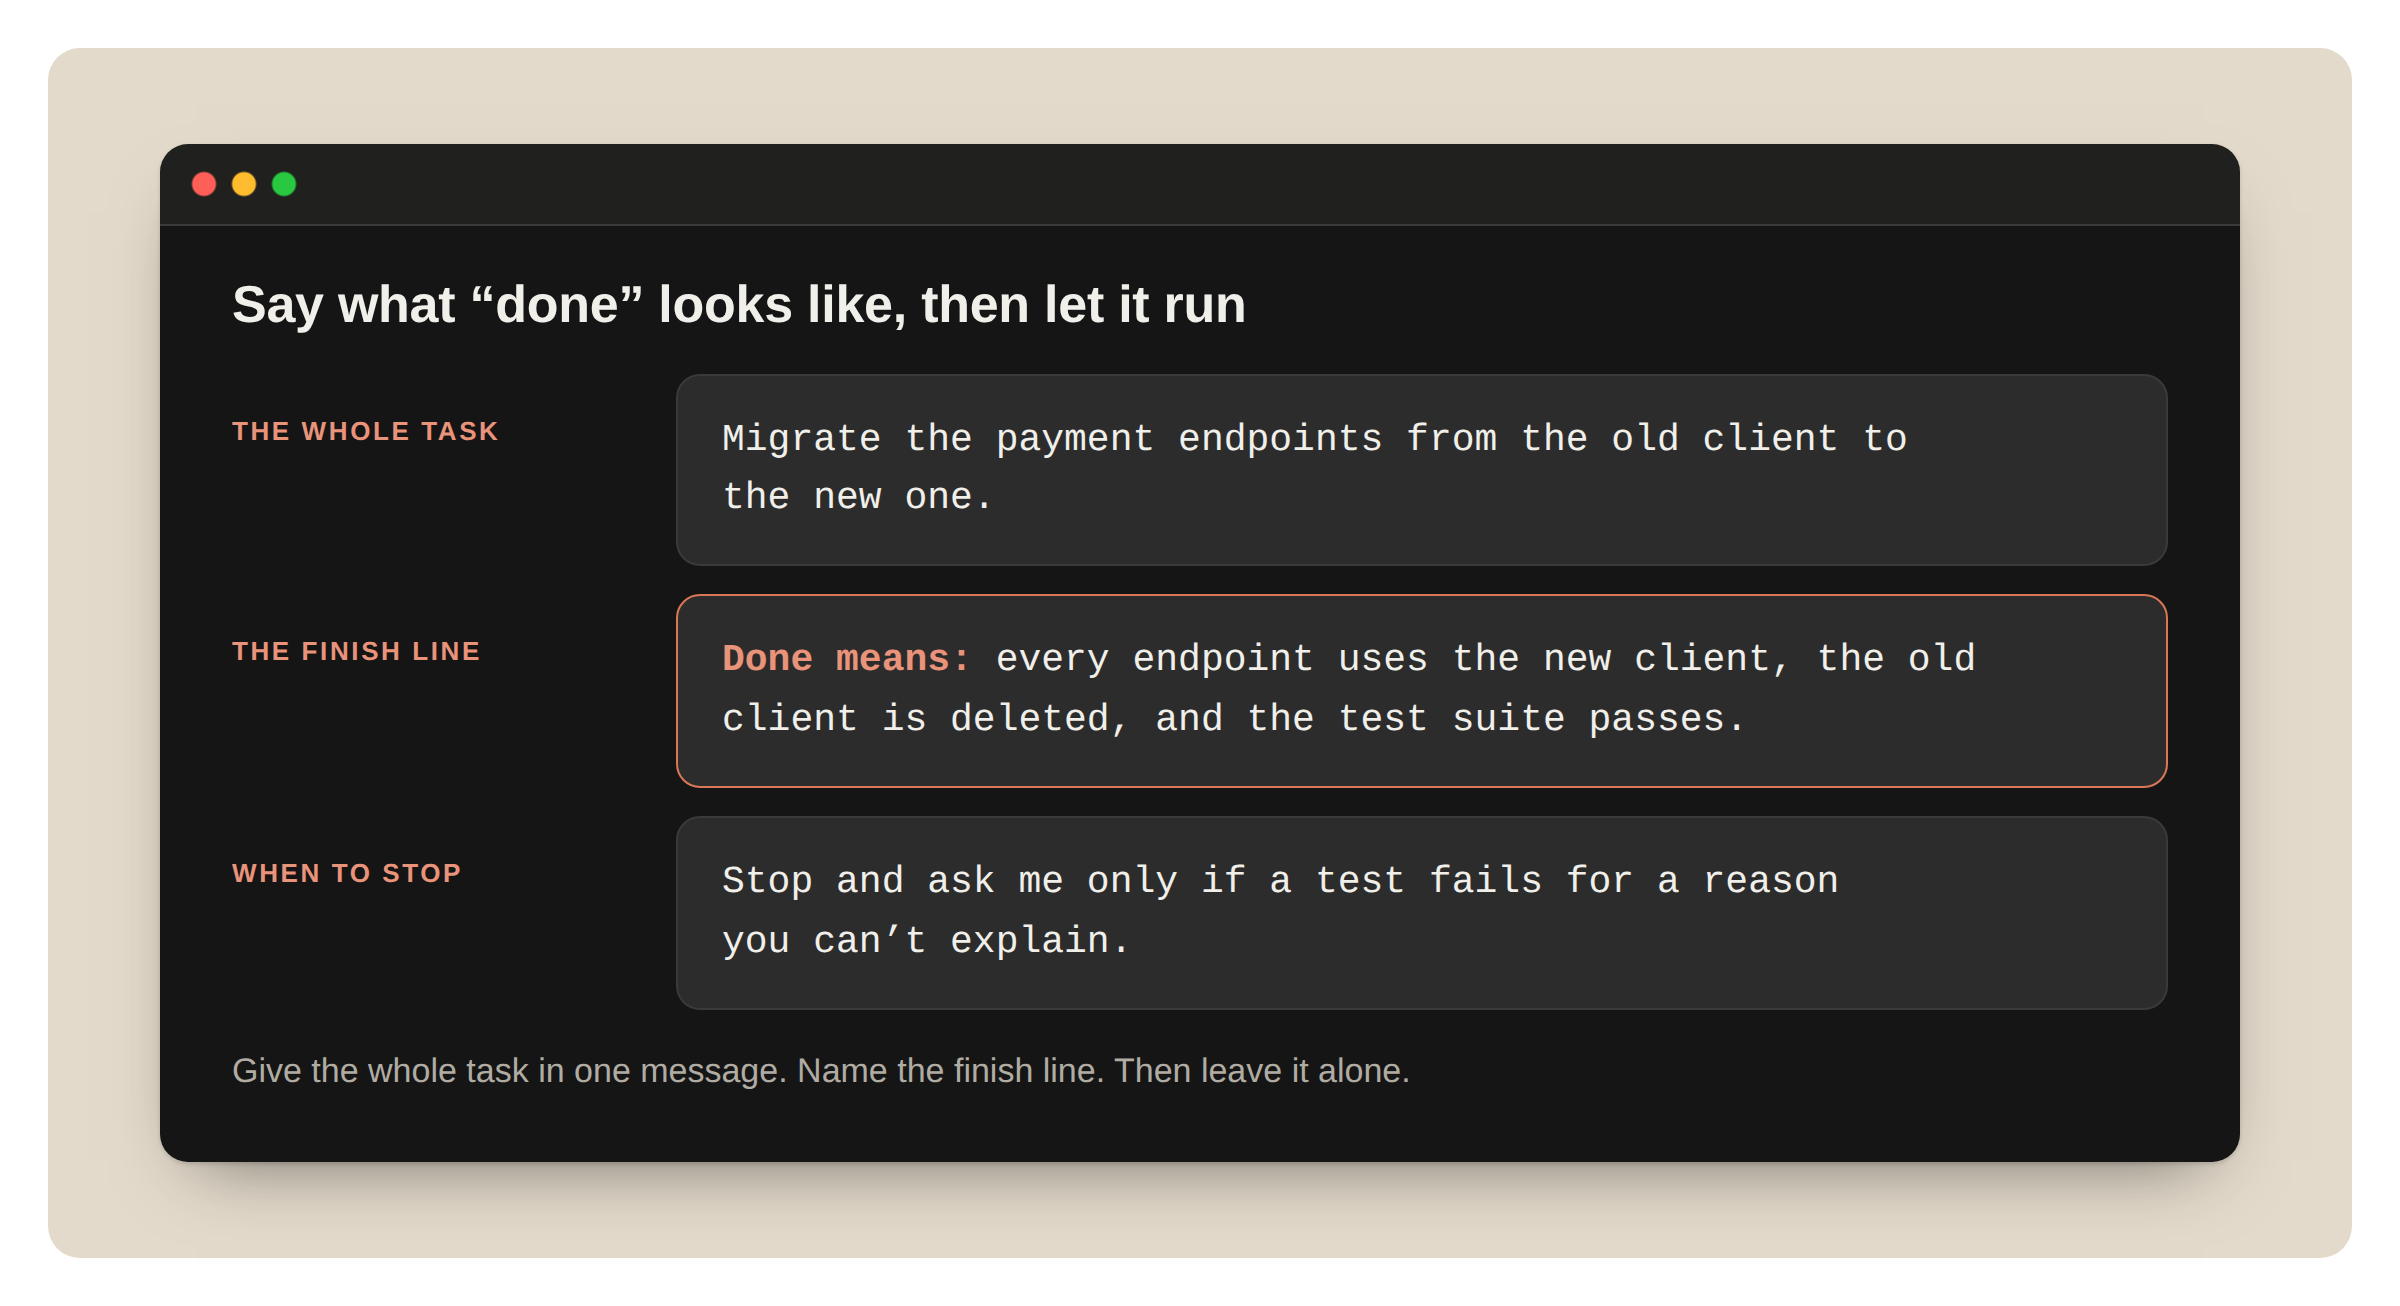 Say what “done” looks like, then let it run
THE WHOLE TASK
Migrate the payment endpoints from the old client to
the new one.
THE FINISH LINE
Done means: every endpoint uses the new client, the old
client is deleted, and the test suite passes.
WHEN TO STOP
Stop and ask me only if a test fails for a reason
you can’t explain.
Give the whole task in one message. Name the finish line. Then leave it alone.